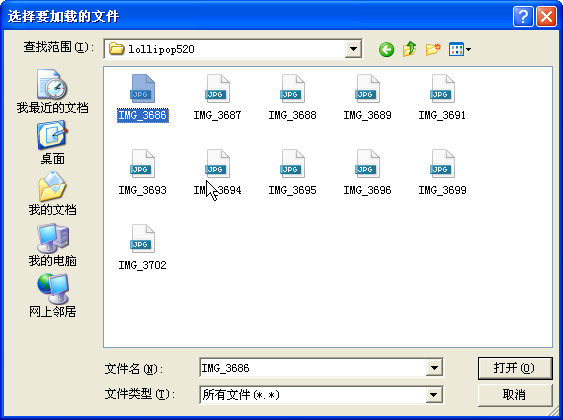 选择要加载的文件
查找范围(I):
lollipop520
我最近的文档
桌面
我的文档
我的电脑
网上邻居
JPG JPG JPG JPG JPG
IMG_3686 IMG_3687 IMG_3688 IMG_3689 IMG_3691
JPG JPG JPG JPG JPG
IMG_3693 IMG_3694 IMG_3695 IMG_3696 IMG_3699
JPG
IMG_3702
文件名(N): IMG_3686 打开(O)
文件类型(T): 所有文件(*.*) 取消